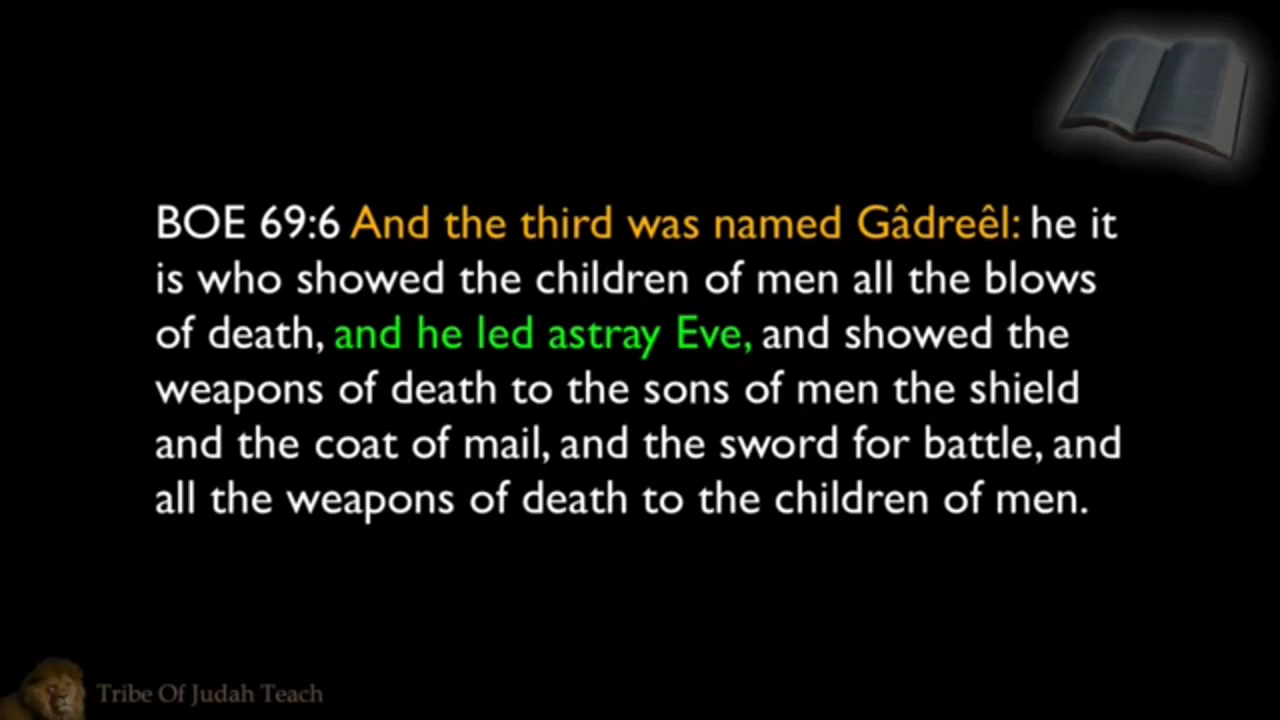 BOE 69:6 And the third was named Gâdreêl: he it
is who showed the children of men all the blows
of death, and he led astray Eve, and showed the
weapons of death to the sons of men the shield
and the coat of mail, and the sword for battle, and
all the weapons of death to the children of men.
Tribe Of Judah Teach